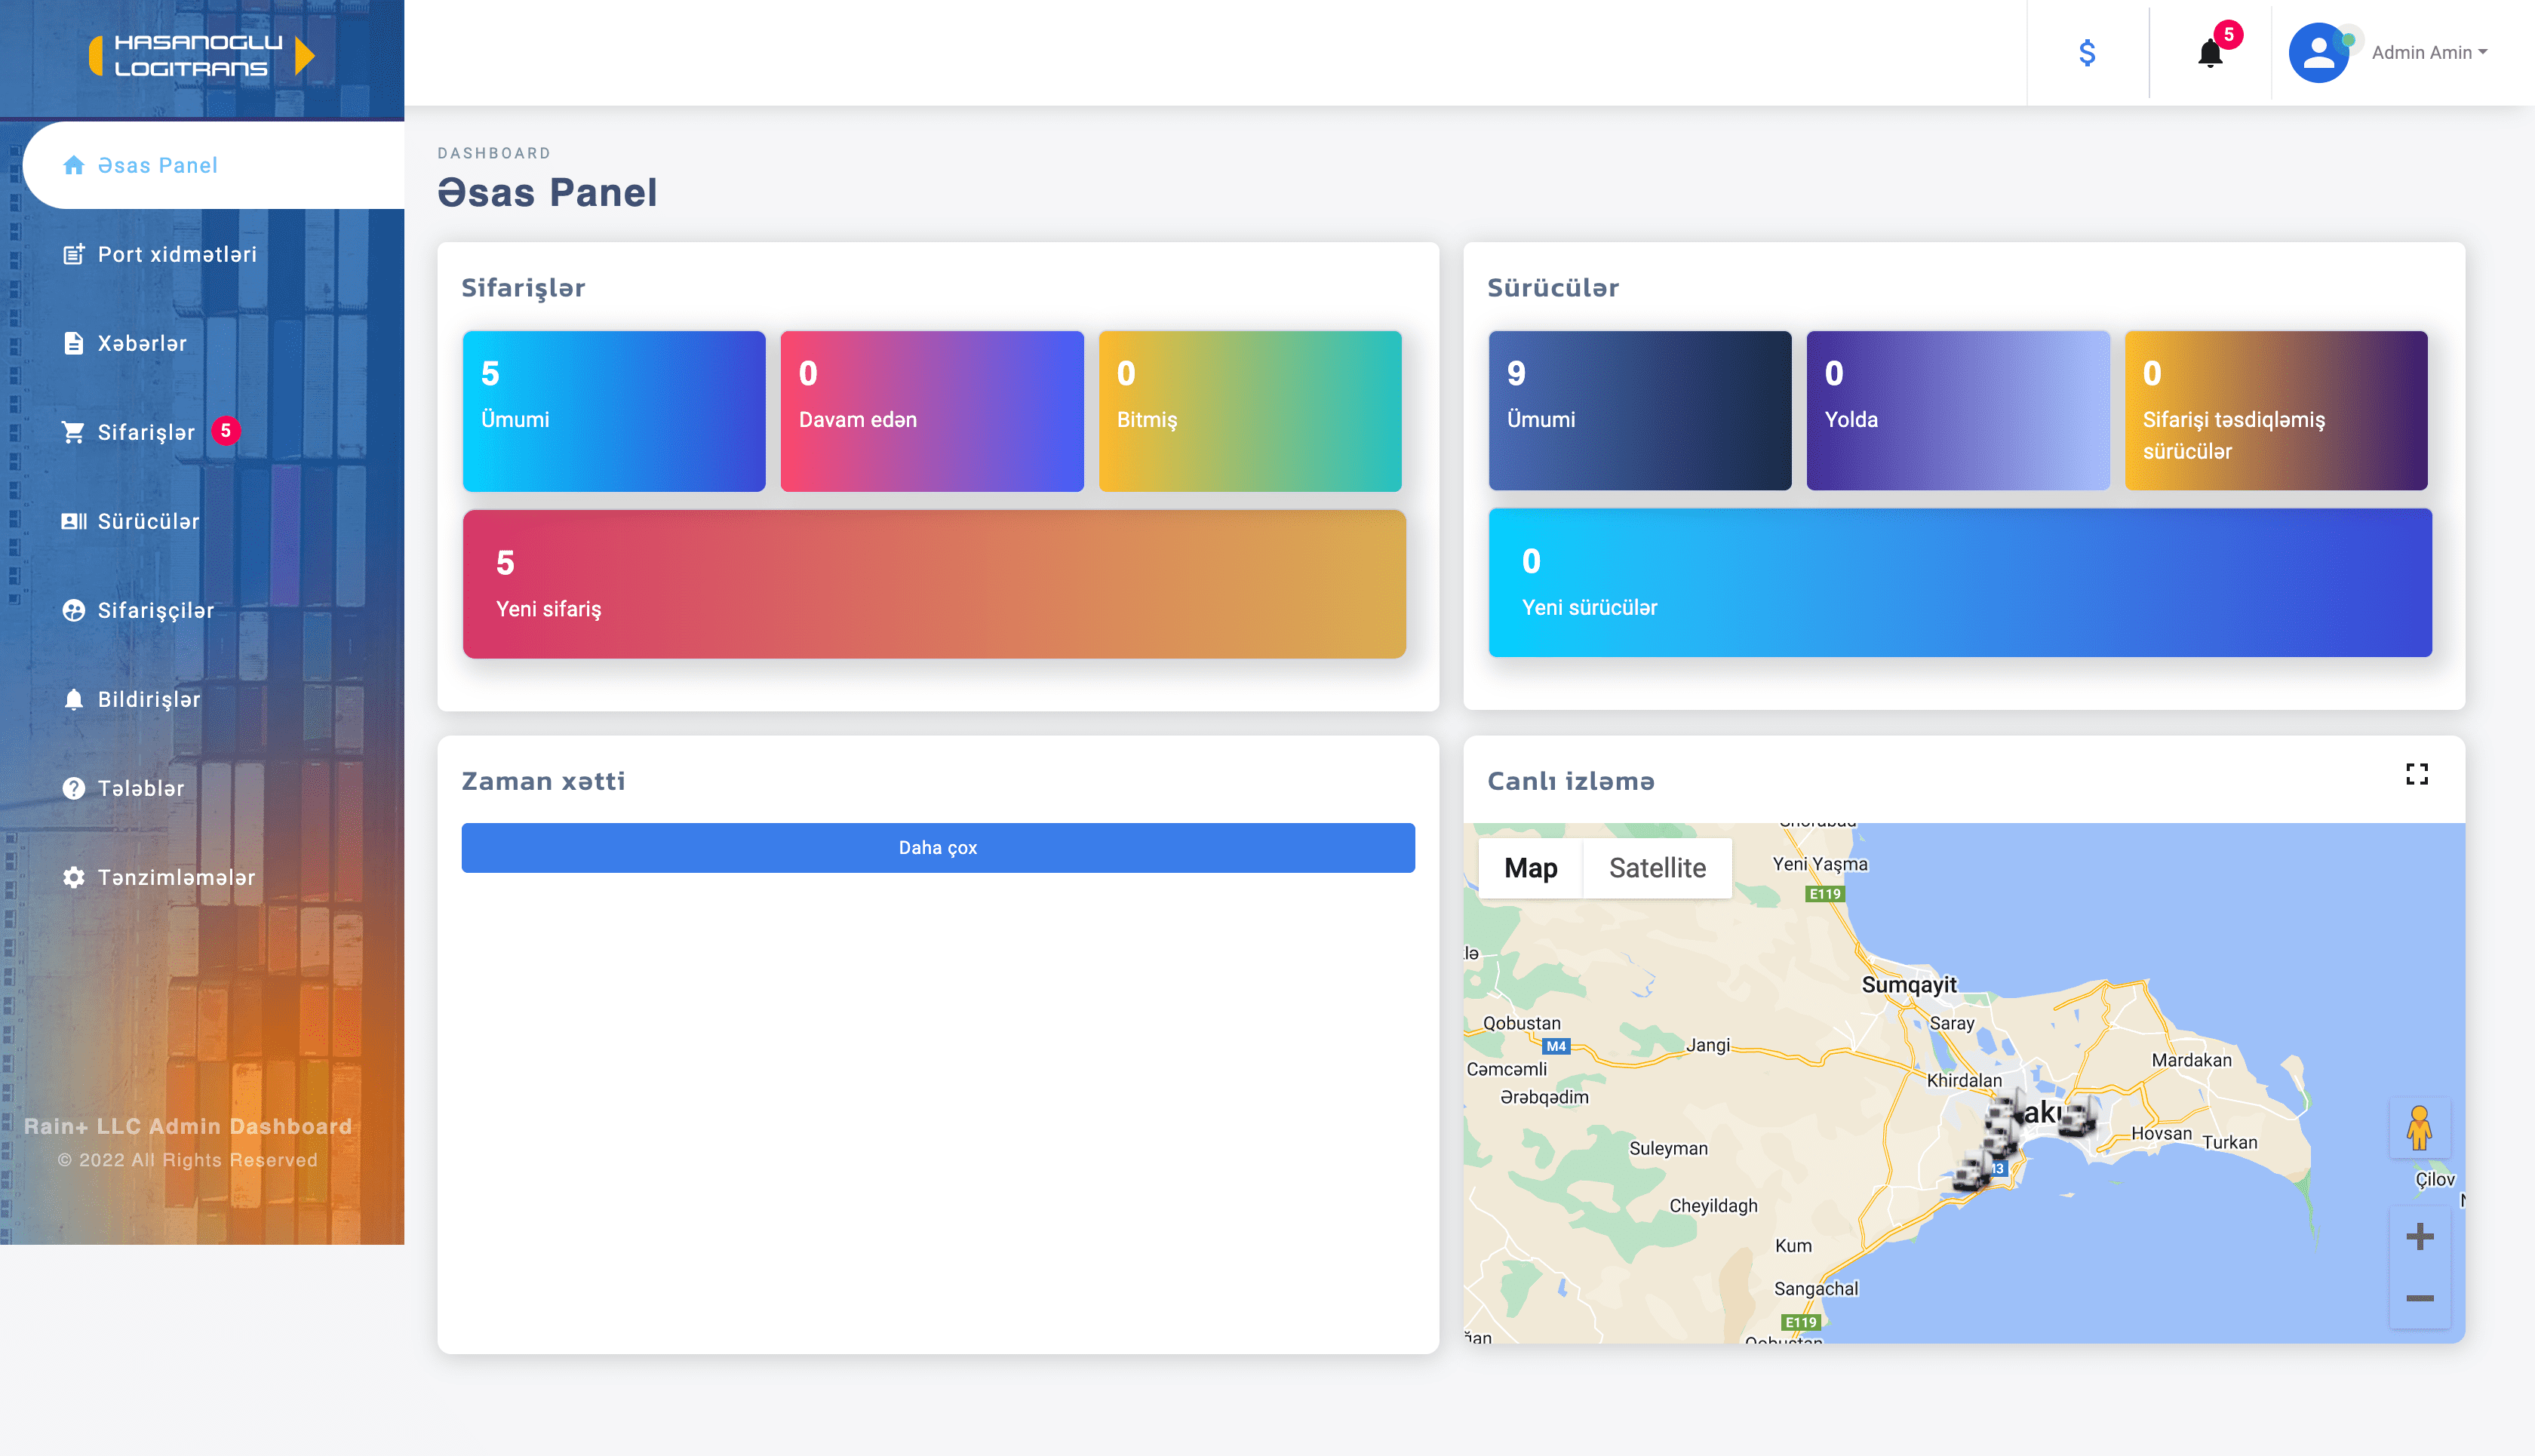 HASANOGLU
LOGITRANS
5
Admin Amin
Əsas Panel
Port xidmətləri
Xəbərlər
Sifarişlər 5
Sürücülər
Sifarişçilər
Bildirişlər
Tələblər
Tənzimləmələr
Rain+ LLC Admin Dashboard
© 2022 All Rights Reserved
DASHBOARD
Əsas Panel
Sifarişlər
5
Ümumi
0
Davam edən
0
Bitmiş
5
Yeni sifariş
Sürücülər
9
Ümumi
0
Yolda
0
Sifarişi təsdiqləmiş
sürücülər
0
Yeni sürücülər
Zaman xətti
Daha çox
Canlı izləmə
Map
Satellite
Yeni Yaşma
E119
Sumqayit
Saray
Qobustan
M4
Jangi
Cəmcəmli
Mardakan
Khirdalan
Ərəbqədim
Hovsan
Turkan
Suleyman
Çilov
Cheyildagh
Kum
Sangachal
E119
Qobustan